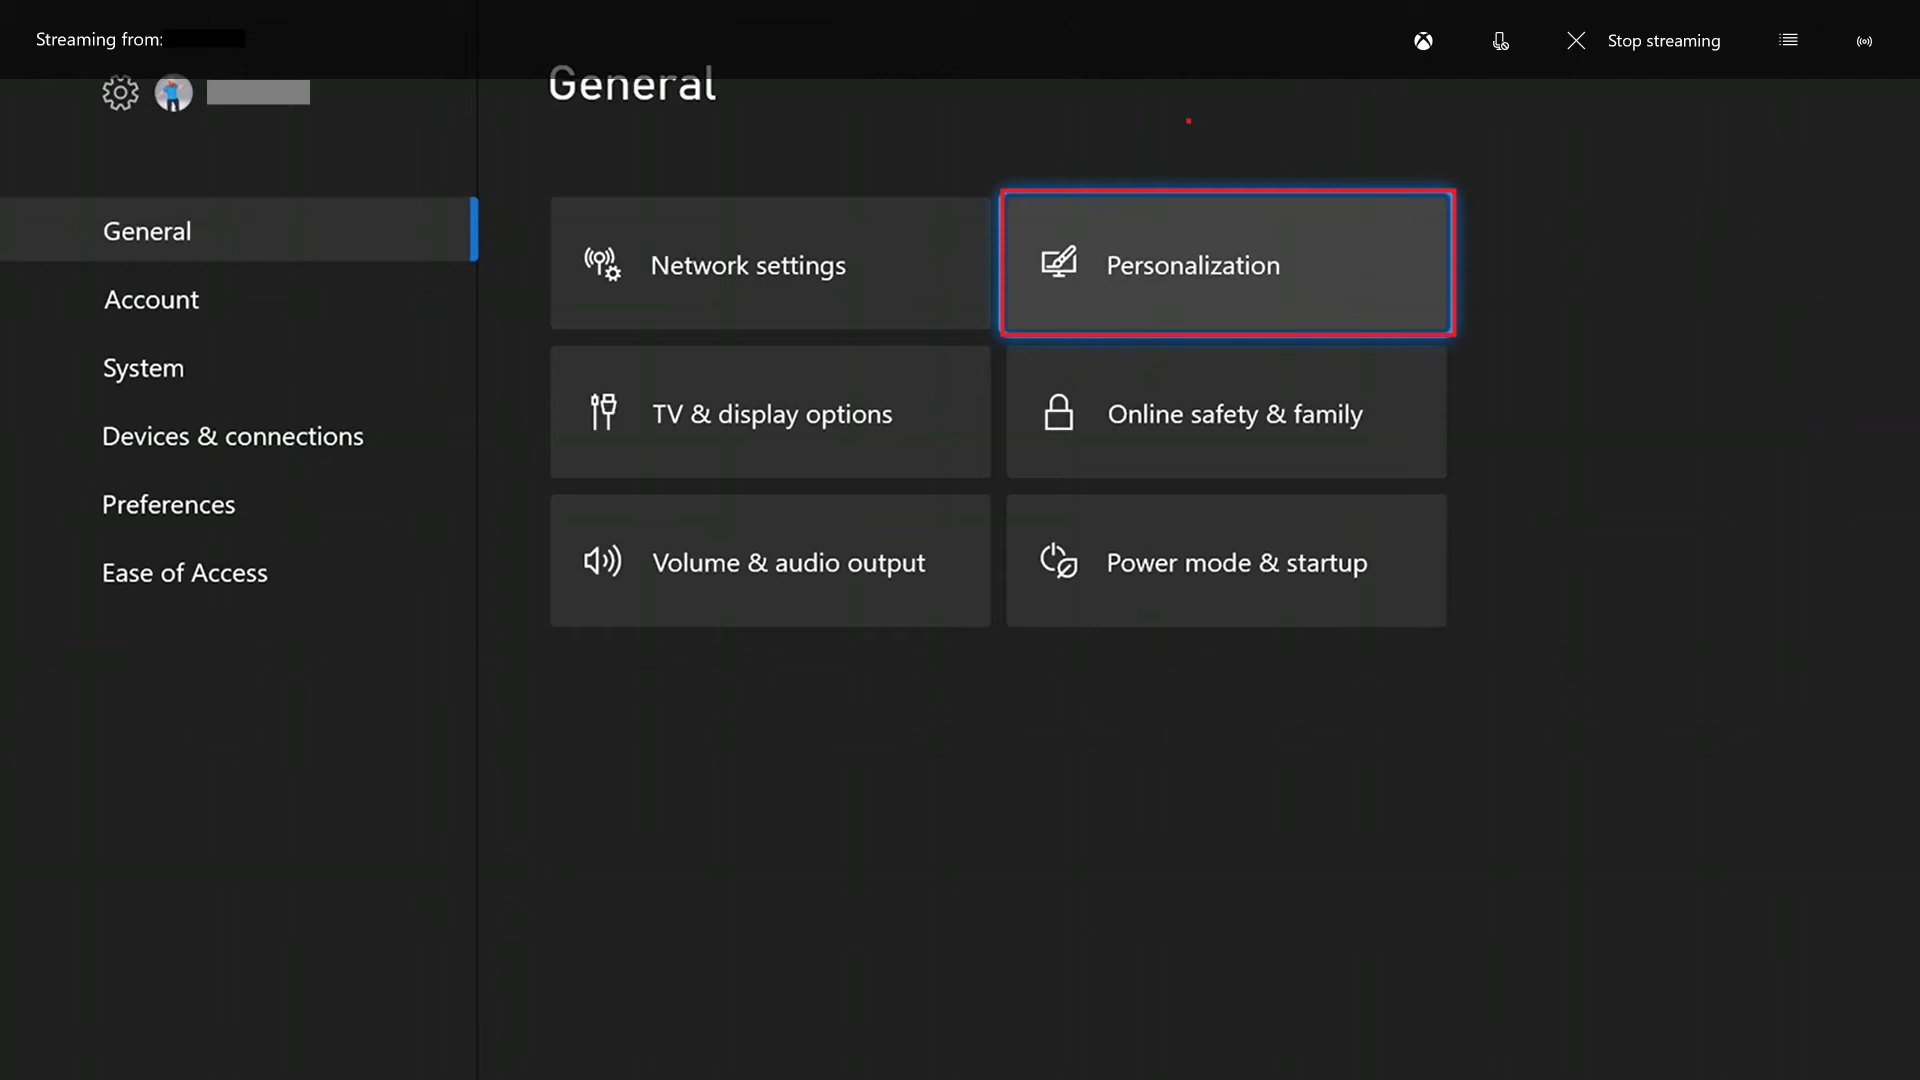 Streaming from:
Stop streaming
General
General
Account
System
Devices & connections
Preferences
Ease of Access
Network settings
Personalization
TV & display options
Online safety & family
Volume & audio output
Power mode & startup